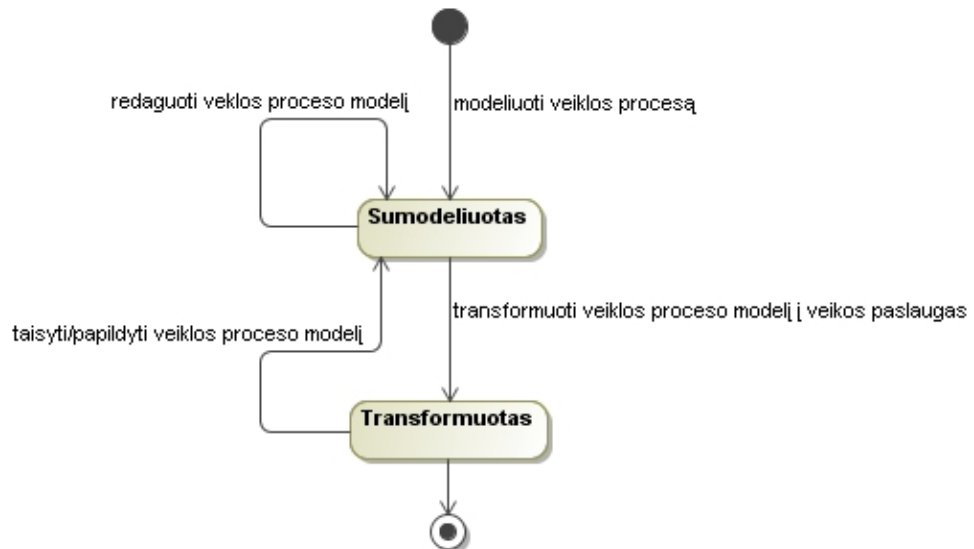 redaguoti veklos proceso modelį
modeliuoti veiklos procesą
Sumodeliuotas
transformuoti veiklos proceso modelį į veikos paslaugas
taisyti/papildyti veiklos proceso modelį
Transformuotas